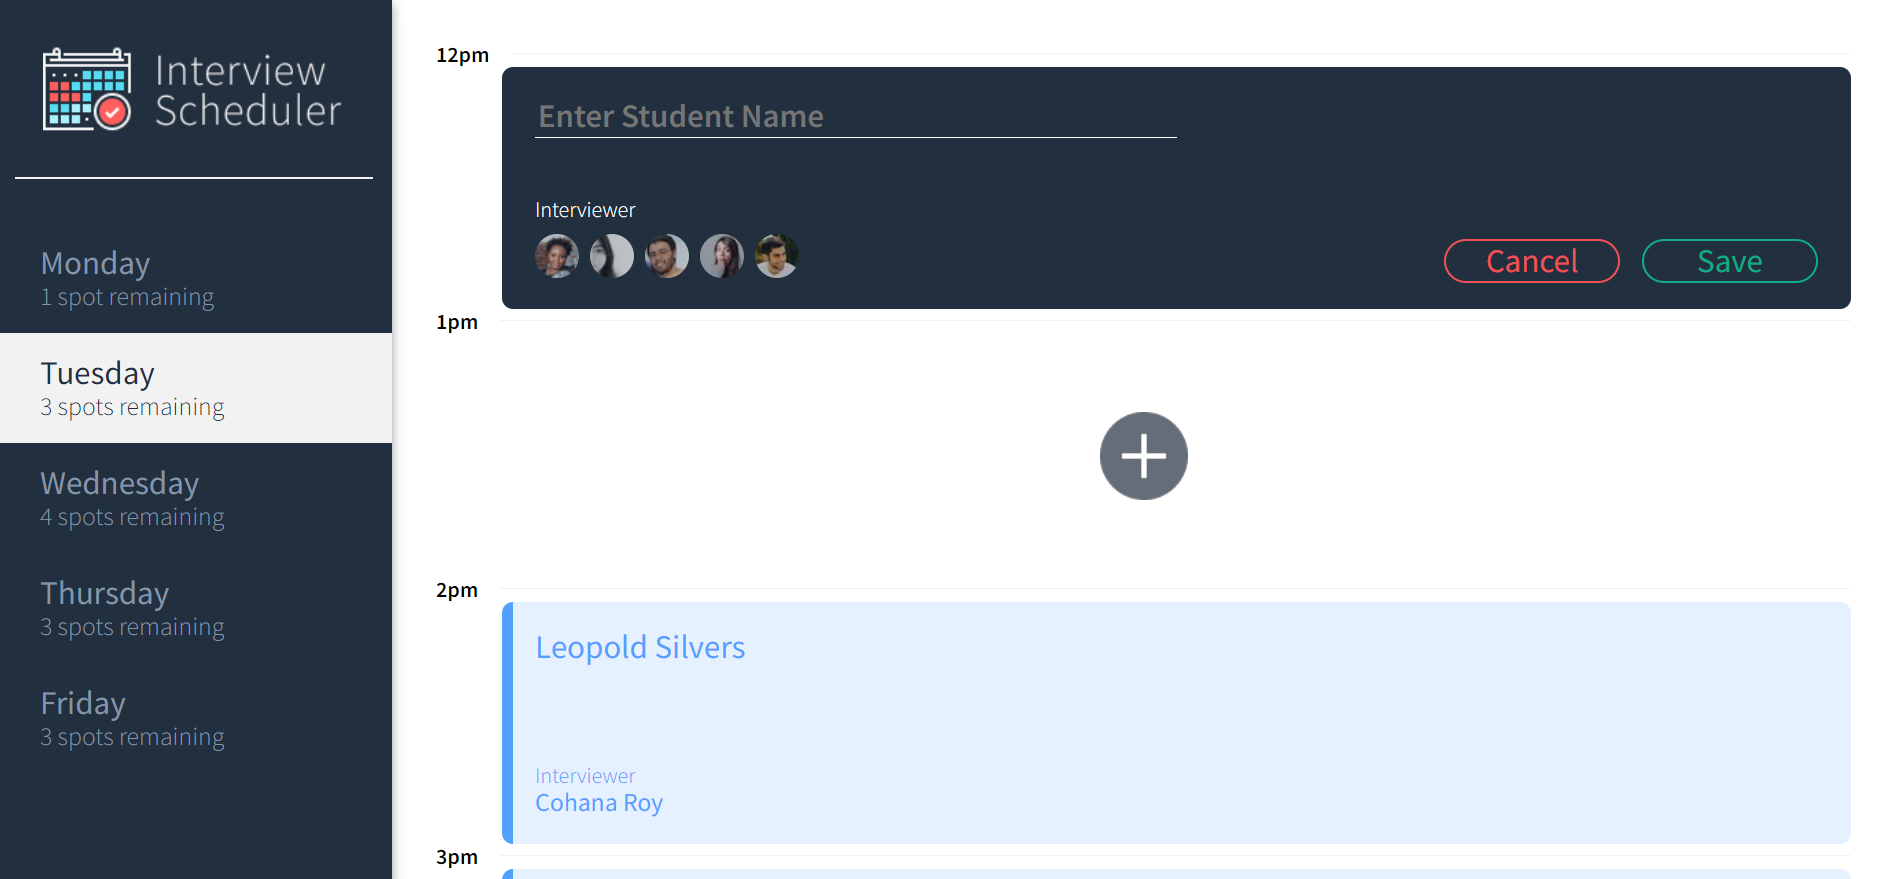 Interview
Scheduler
Monday
1 spot remaining
Tuesday
3 spots remaining
Wednesday
4 spots remaining
Thursday
3 spots remaining
Friday
3 spots remaining
12pm
Enter Student Name
Interviewer
Cancel Save
1pm
2pm
Leopold Silvers
Interviewer
Cohana Roy
3pm